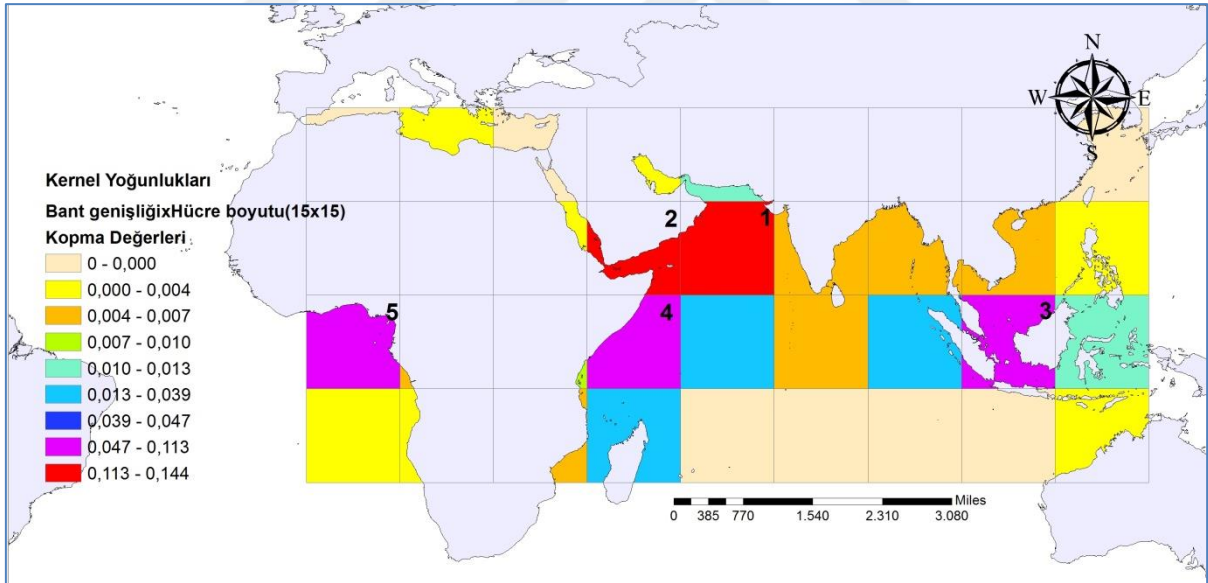 N
W E
S
Kernel Yoğunlukları
Bant genişliğixHücre boyutu(15x15)
Kopma Değerleri
0 - 0,000
0,000 - 0,004
0,004 - 0,007
0,007 - 0,010
0,010 - 0,013
0,013 - 0,039
0,039 - 0,047
0,047 - 0,113
0,113 - 0,144
2 1
5 4 3
Miles
0 385 770 1.540 2.310 3.080